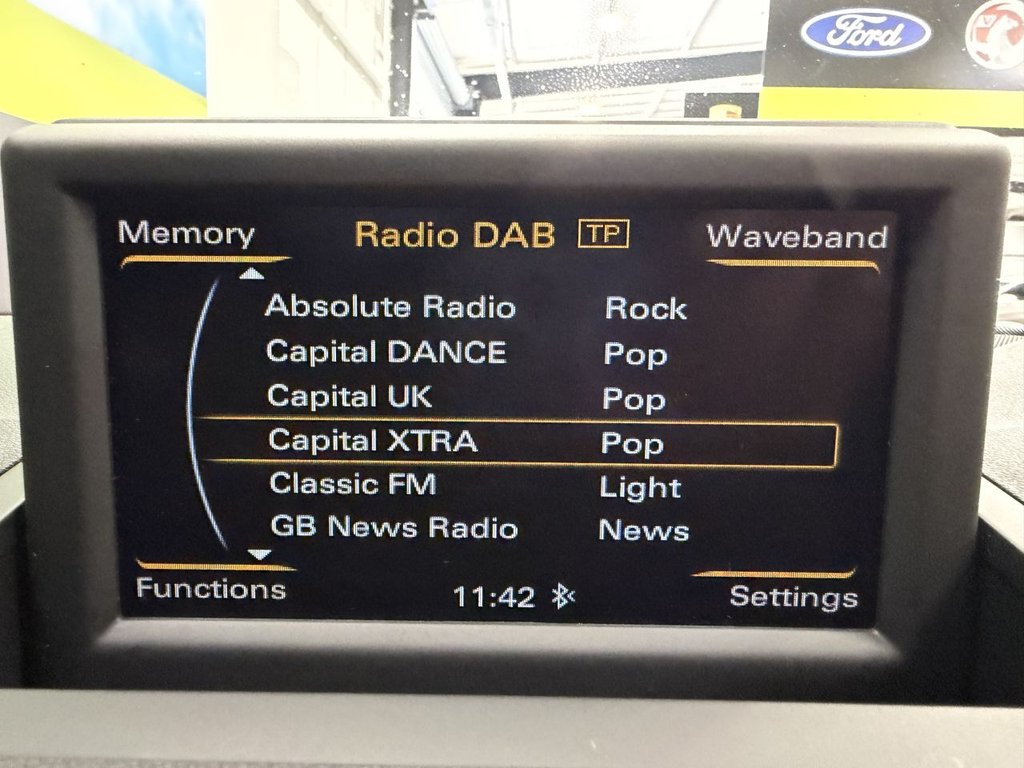 Ford
Memory Radio DAB TP Waveband
Absolute Radio Rock
Capital DANCE Pop
Capital UK Pop
Capital XTRA Pop
Classic FM Light
GB News Radio News
Functions 11:42 Settings